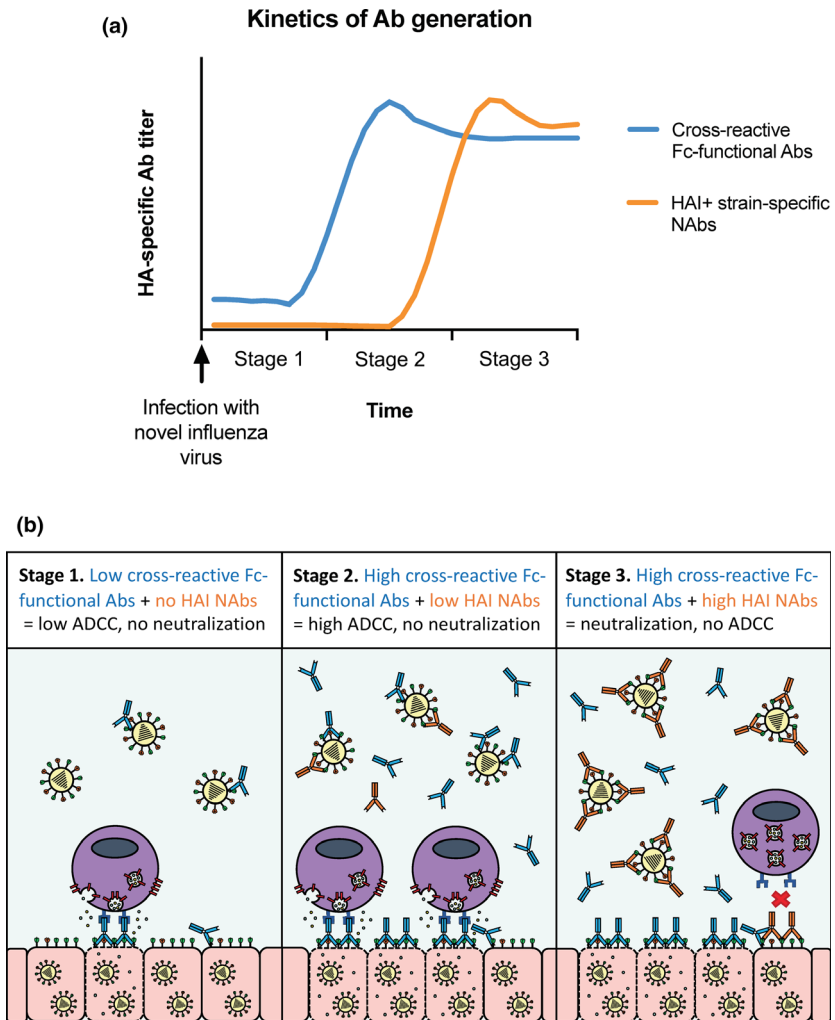 (a)
Kinetics of Ab generation
HA-specific Ab titer
Cross-reactive
Fc-functional Abs
HAI+ strain-specific
NAbs
Stage 1
Stage 2
Stage 3
Time
Infection with
novel influenza
virus
(b)
Stage 1. Low cross-reactive Fc-
functional Abs + no HAI NAbs
= low ADCC, no neutralization
Stage 2. High cross-reactive Fc-
functional Abs + low HAI NAbs
= high ADCC, no neutralization
Stage 3. High cross-reactive Fc-
functional Abs + high HAI NAbs
= neutralization, no ADCC